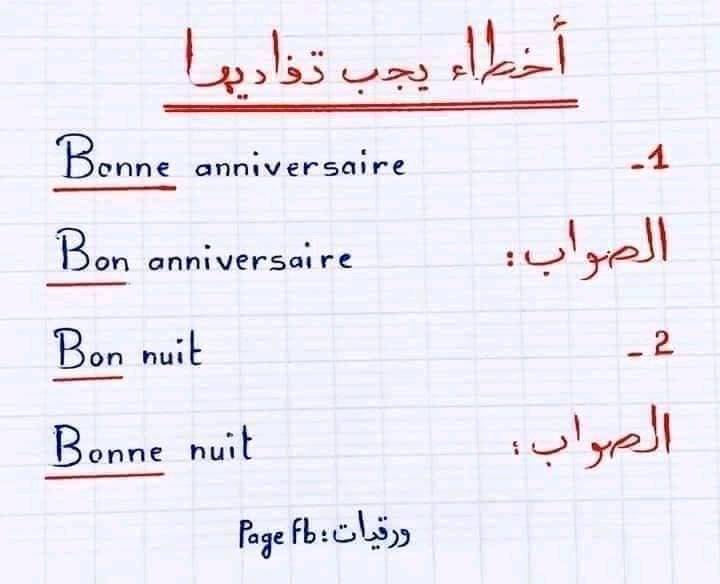 أخطاء يجب تفاديها
1- Bonne anniversaire
الصواب: Bon anniversaire
2- Bon nuit
الصواب: Bonne nuit
Page Fb: ورقيات